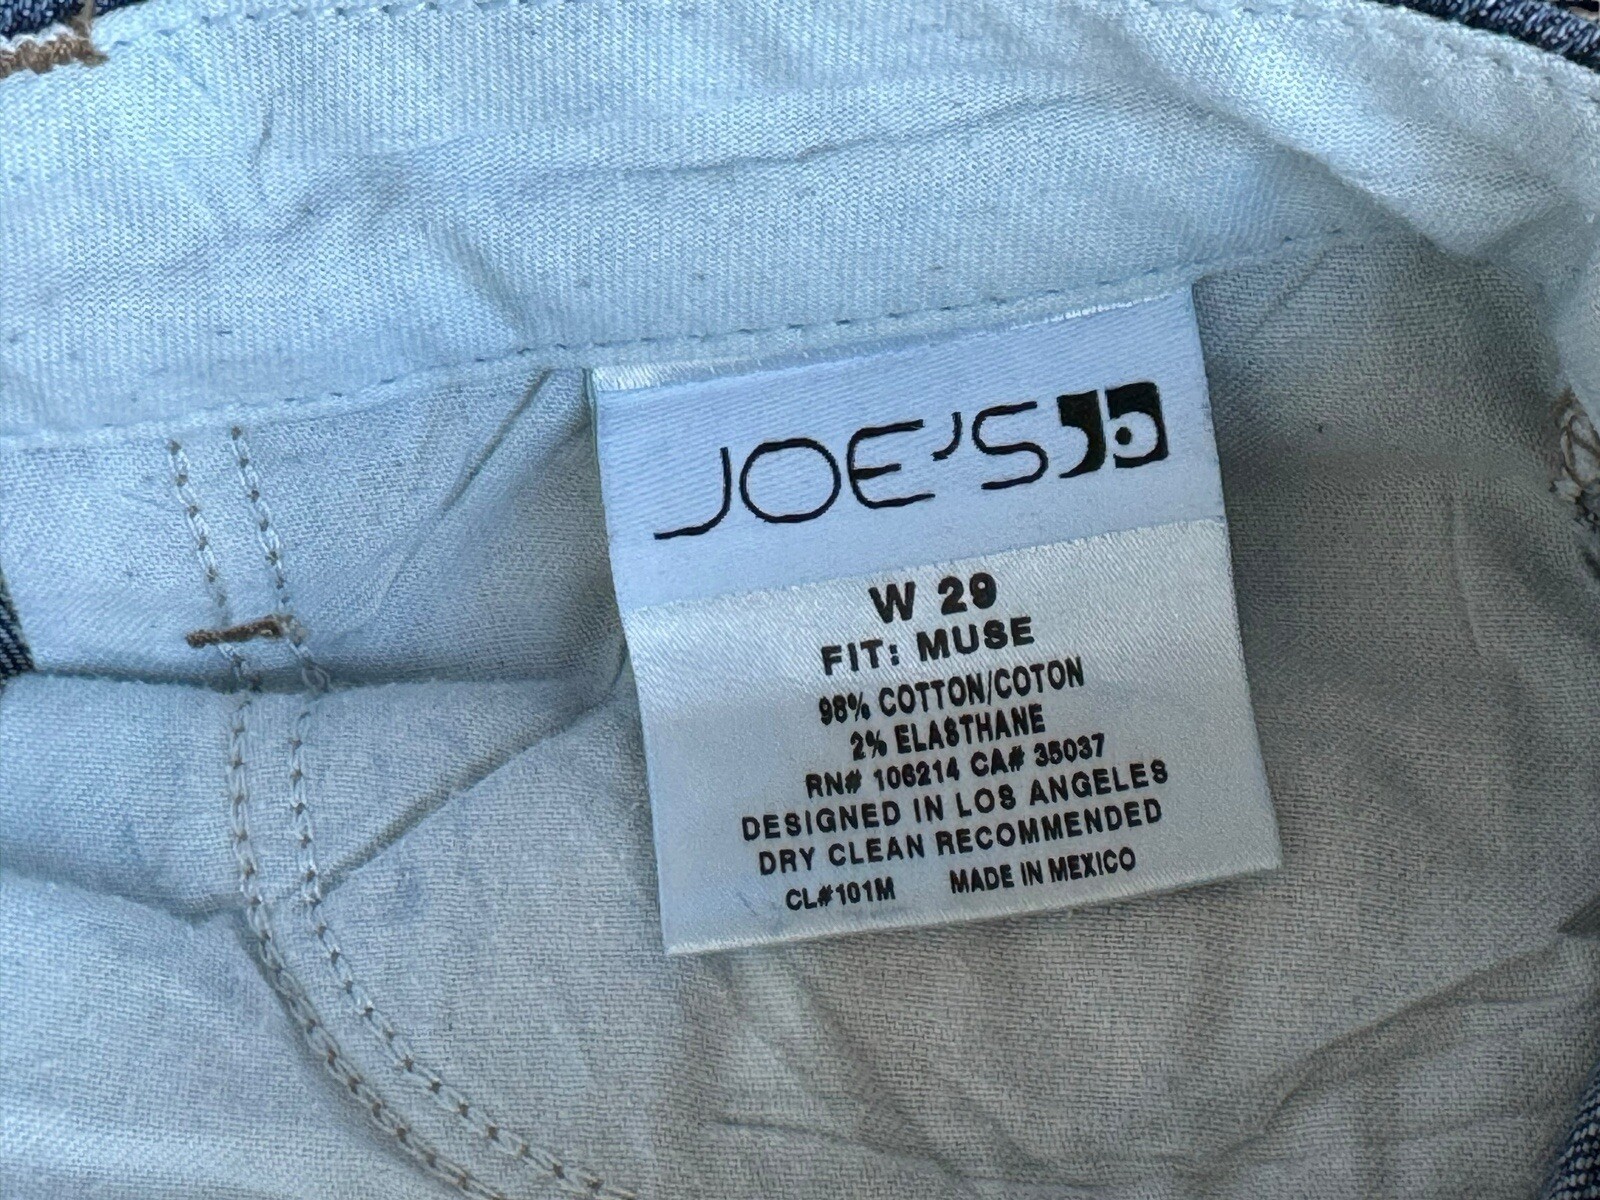 JOE'S
W 29
FIT: MUSE
98% COTTON/COTON
2% ELASTHANE
RN# 106214 CA# 35037
DESIGNED IN LOS ANGELES
DRY CLEAN RECOMMENDED
CL#101M MADE IN MEXICO